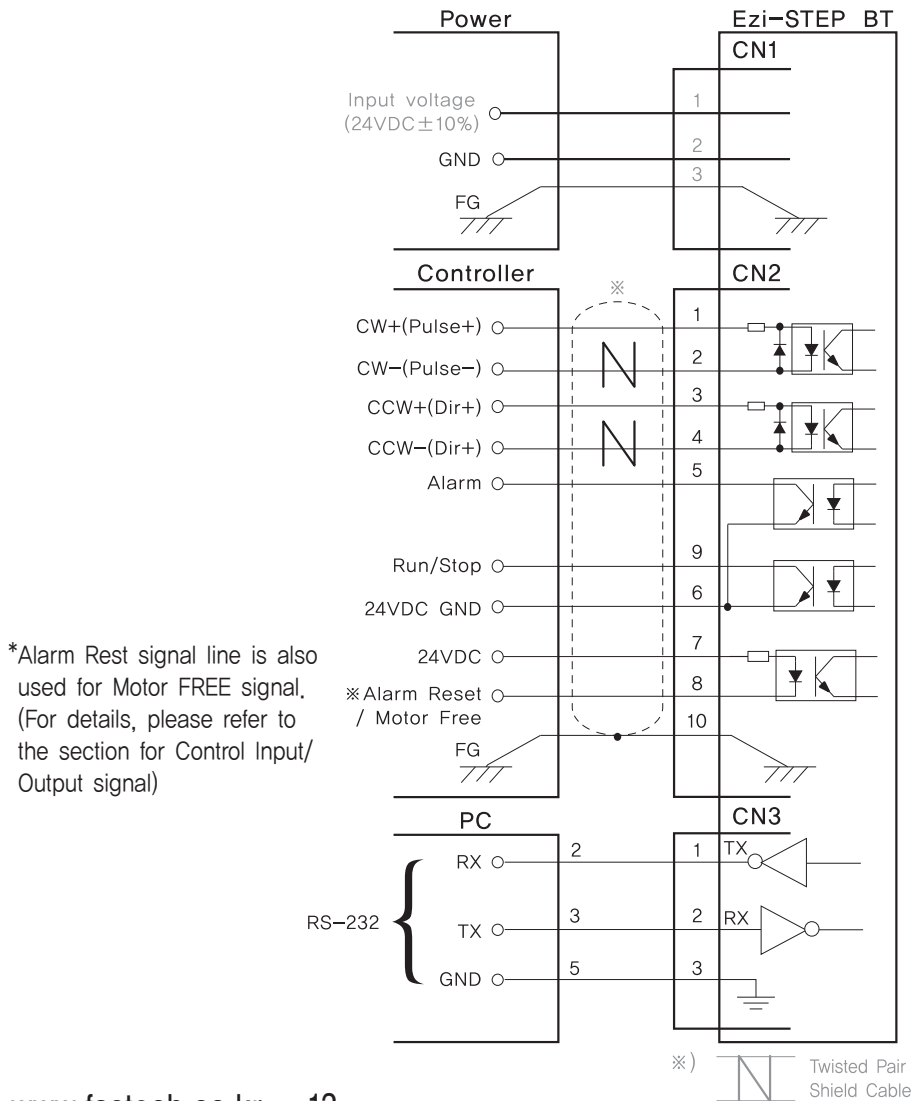 Power
Ezi-STEP BT
CN1
Input voltage
(24VDC±10%)
1
GND
2
3
FG
Controller
CN2
※
CW+(Pulse+)
1
CW-(Pulse-)
2
CCW+(Dir+)
3
CCW-(Dir+)
4
Alarm
5
Run/Stop
9
24VDC GND
6
24VDC
7
※Alarm Reset
/ Motor Free
8
FG
10
*Alarm Rest signal line is also
used for Motor FREE signal.
(For details, please refer to
the section for Control Input/
Output signal)
PC
CN3
RS-232
RX
2
1
TX
TX
3
2
RX
GND
5
3
※)
Twisted Pair
Shield Cable